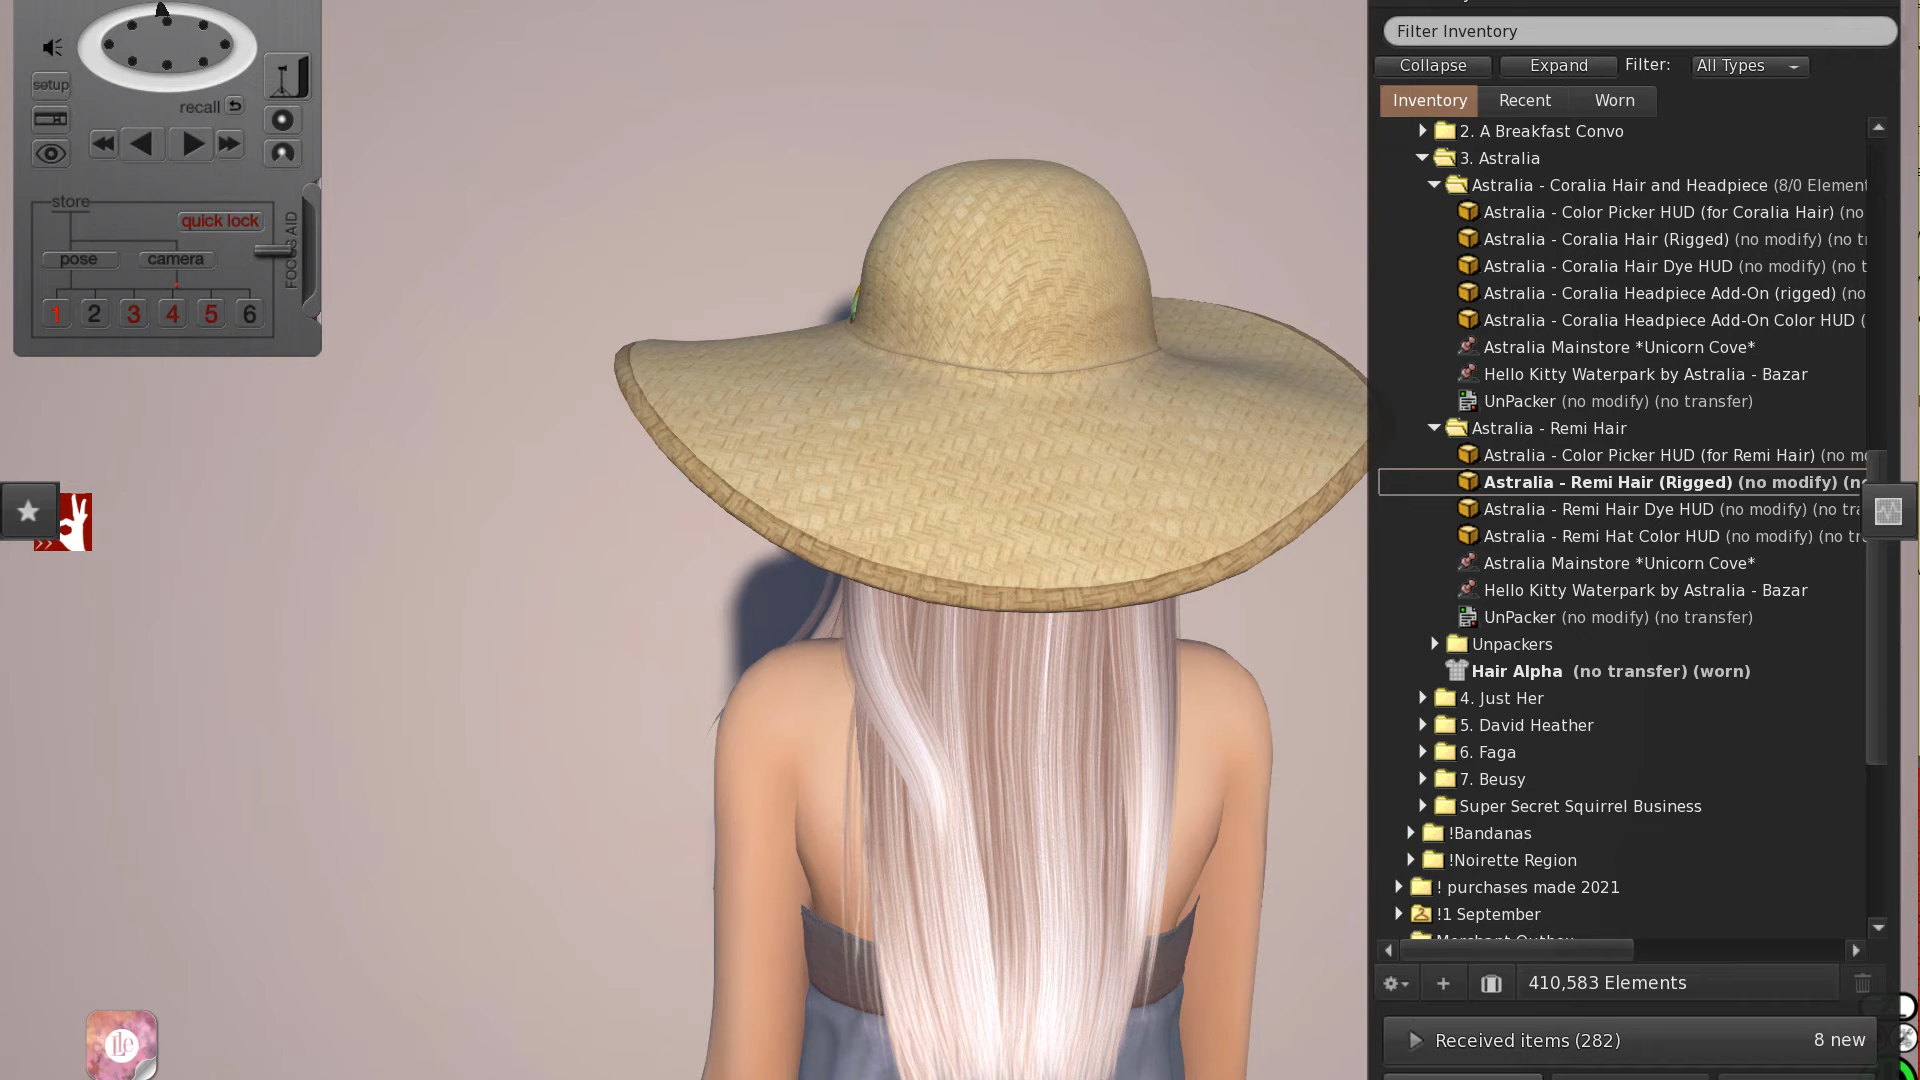 setup
recall
store
quick lock
pose
camera
FOCUS AID
1 2 3 4 5 6
Filter Inventory
Collapse
Expand
Filter:
All Types
Inventory
Recent
Worn
2. A Breakfast Convo
3. Astralia
Astralia - Coralia Hair and Headpiece (8/0 Element
Astralia - Color Picker HUD (for Coralia Hair) (no
Astralia - Coralia Hair (Rigged) (no modify) (no t
Astralia - Coralia Hair Dye HUD (no modify) (no t
Astralia - Coralia Headpiece Add-On (rigged) (no
Astralia - Coralia Headpiece Add-On Color HUD (
Astralia Mainstore *Unicorn Cove*
Hello Kitty Waterpark by Astralia - Bazar
UnPacker (no modify) (no transfer)
Astralia - Remi Hair
Astralia - Color Picker HUD (for Remi Hair) (no m
Astralia - Remi Hair (Rigged) (no modify) (n
Astralia - Remi Hair Dye HUD (no modify) (no tr
Astralia - Remi Hat Color HUD (no modify) (no tr
Astralia Mainstore *Unicorn Cove*
Hello Kitty Waterpark by Astralia - Bazar
UnPacker (no modify) (no transfer)
Unpackers
Hair Alpha (no transfer) (worn)
4. Just Her
5. David Heather
6. Faga
7. Beusy
Super Secret Squirrel Business
!Bandanas
!Noirette Region
! purchases made 2021
!1 September
410,583 Elements
Received items (282)
8 new